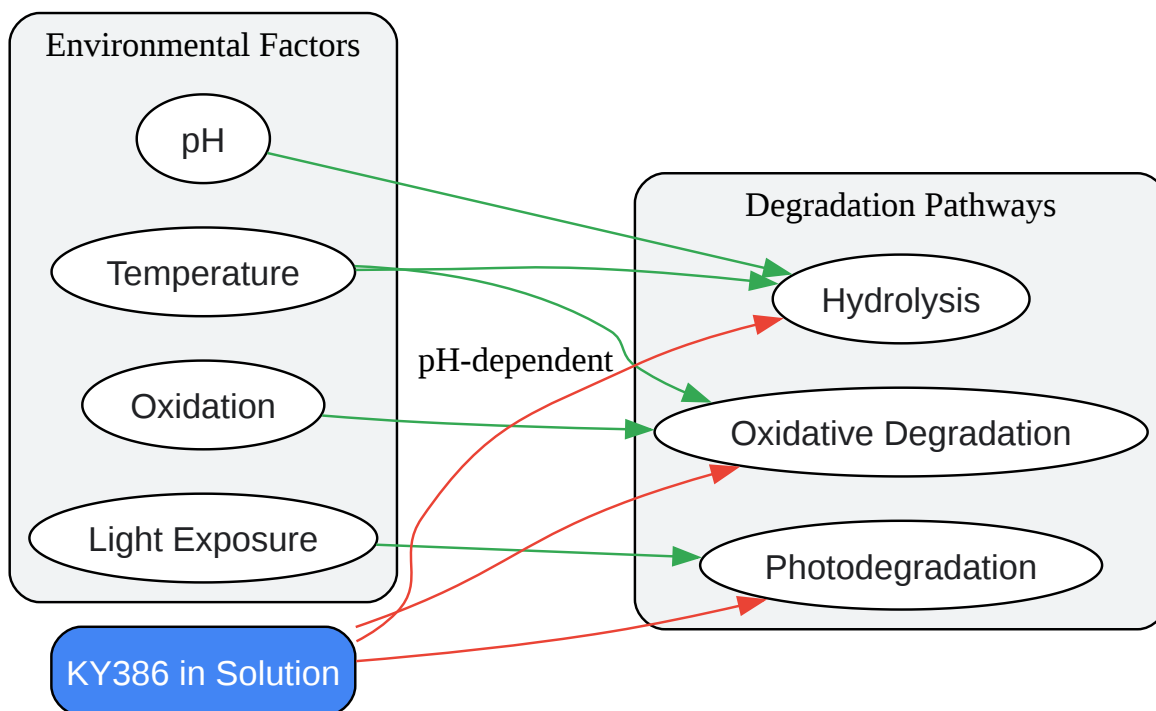 Environmental Factors
pH
Temperature
Oxidation
Light Exposure
KY386 in Solution
pH-dependent
Degradation Pathways
Hydrolysis
Oxidative Degradation
Photodegradation